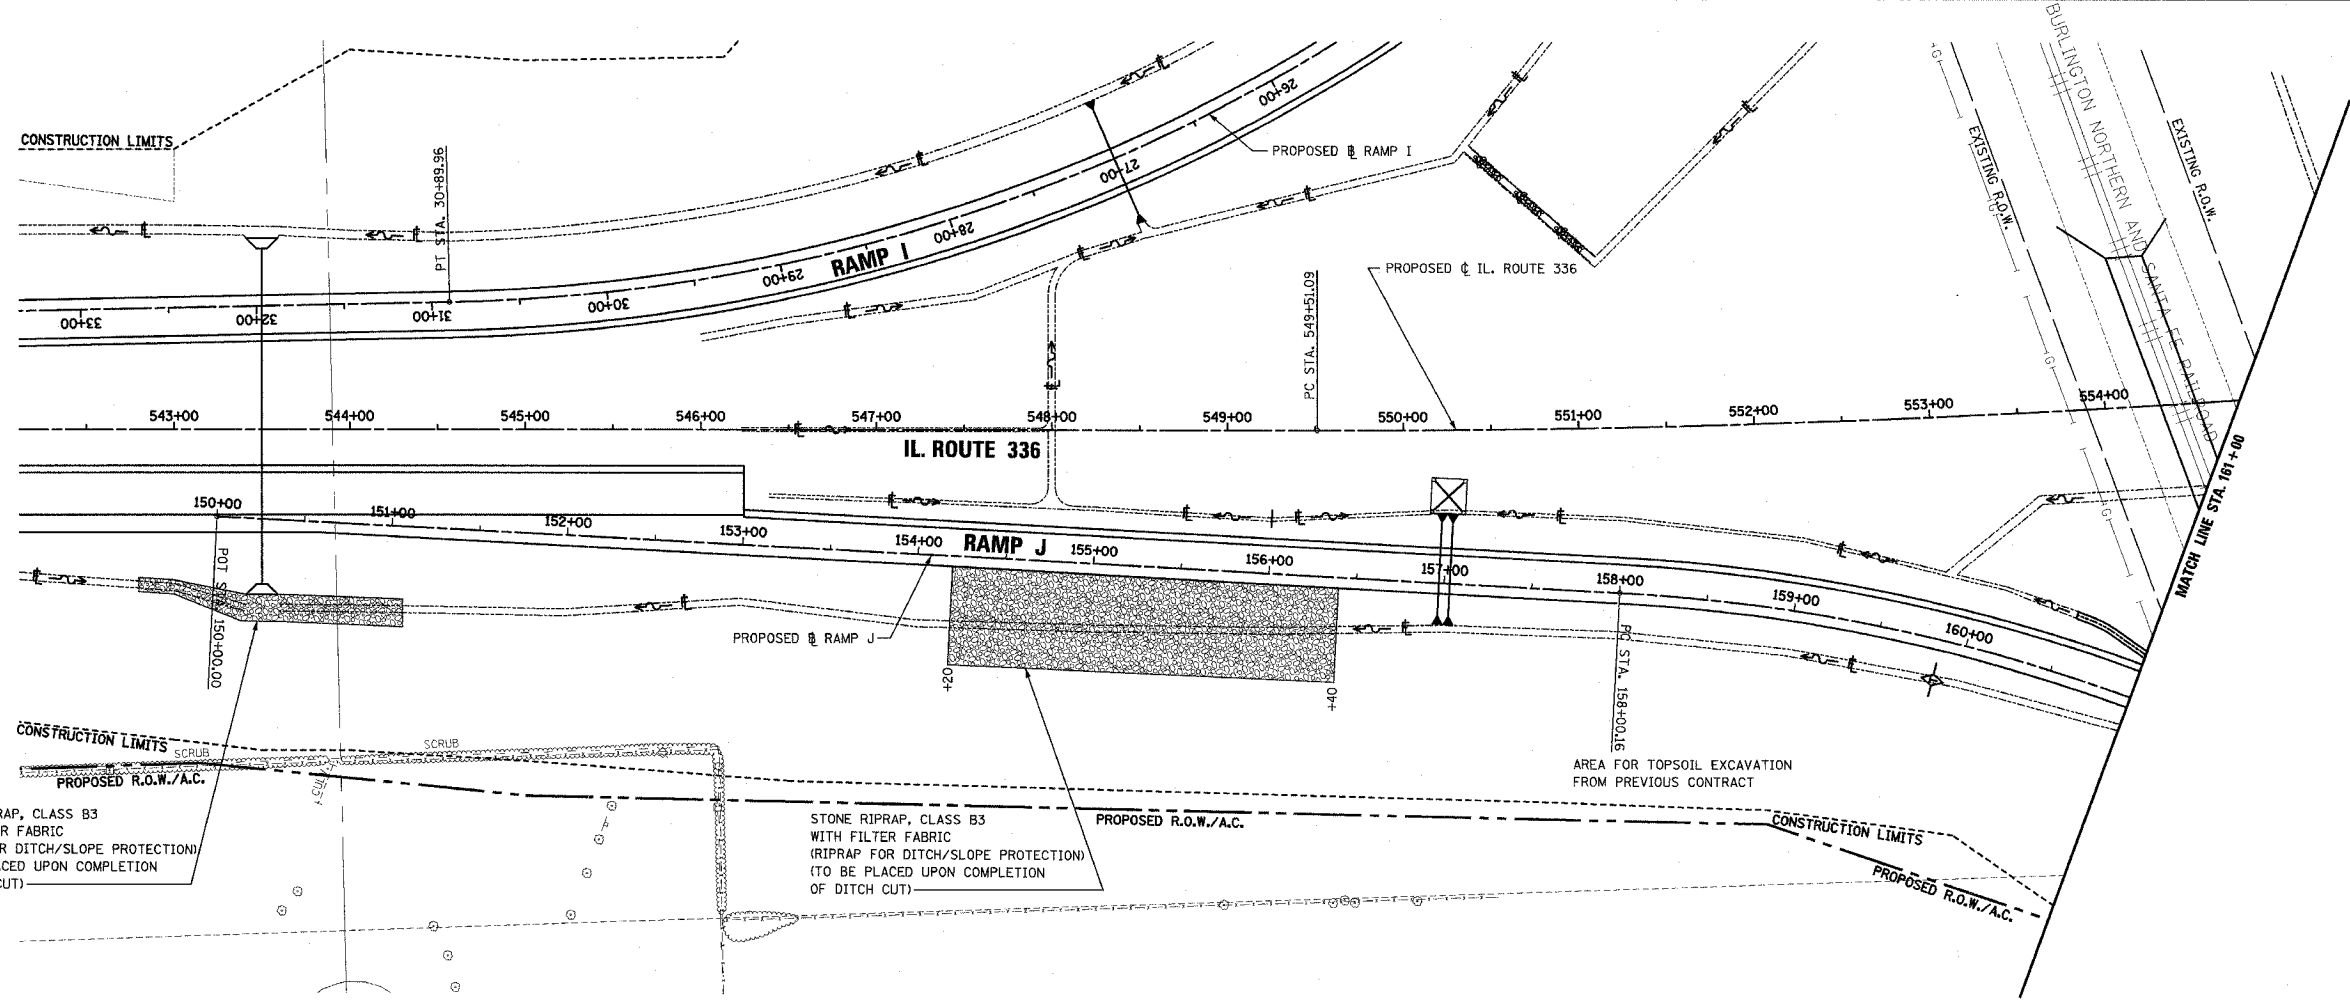 BURLINGTON NORTHERN AND SANTA FE RAILROAD
CONSTRUCTION LIMITS
PT STA. 30+89.96
26+00
27+00
28+00
29+00
30+00
31+00
32+00
33+00
RAMP I
PROPOSED ℄ RAMP I
EXISTING R.O.W.
EXISTING R.O.W.
-G-
-G-
-G-
PROPOSED ℄ IL. ROUTE 336
PC STA. 549+51.09
543+00
544+00
545+00
546+00
547+00
548+00
549+00
550+00
551+00
552+00
553+00
554+00
IL. ROUTE 336
MATCH LINE STA. 161+00
150+00
151+00
152+00
153+00
154+00
RAMP J
155+00
156+00
157+00
158+00
159+00
160+00
POT STA. 150+00.00
PROPOSED ℄ RAMP J
+20
+40
PC STA. 158+00.16
CONSTRUCTION LIMITS
SCRUB
SCRUB
PROPOSED R.O.W./A.C.
AREA FOR TOPSOIL EXCAVATION
FROM PREVIOUS CONTRACT
RAP, CLASS B3
R FABRIC
R DITCH/SLOPE PROTECTION)
ACED UPON COMPLETION
CUT)
STONE RIPRAP, CLASS B3
WITH FILTER FABRIC
(RIPRAP FOR DITCH/SLOPE PROTECTION)
(TO BE PLACED UPON COMPLETION
OF DITCH CUT)
PROPOSED R.O.W./A.C.
CONSTRUCTION LIMITS
PROPOSED R.O.W./A.C.